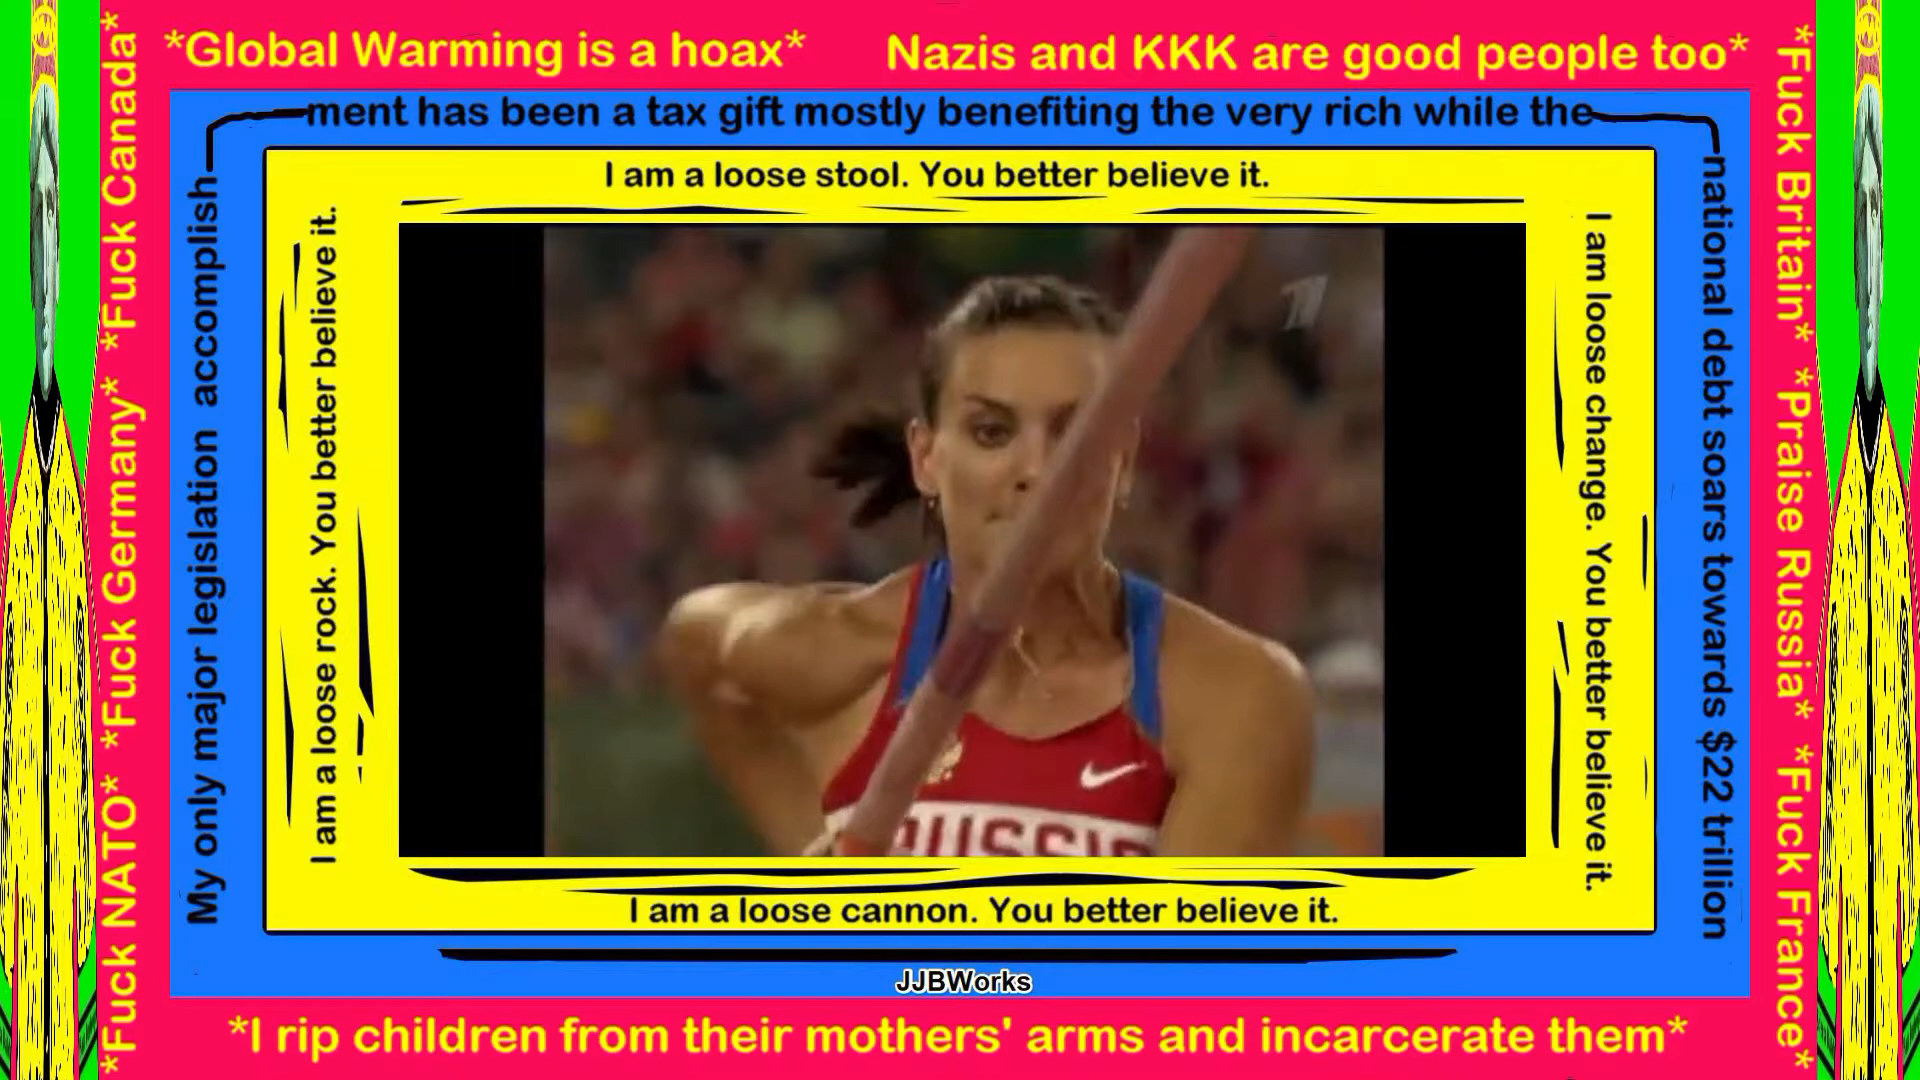 *Global Warming is a hoax*
Nazis and KKK are good people too*
*Fuck NATO* *Fuck Germany* *Fuck Canada*
*Fuck Britain* *Praise Russia* *Fuck France*
My only major legislation accomplish
ment has been a tax gift mostly benefiting the very rich while the
national debt soars towards $22 trillion
I am a loose stool. You better believe it.
I am a loose rock. You better believe it.
I am loose change. You better believe it.
RUSSIA
I am a loose cannon. You better believe it.
JJBWorks
*I rip children from their mothers' arms and incarcerate them*